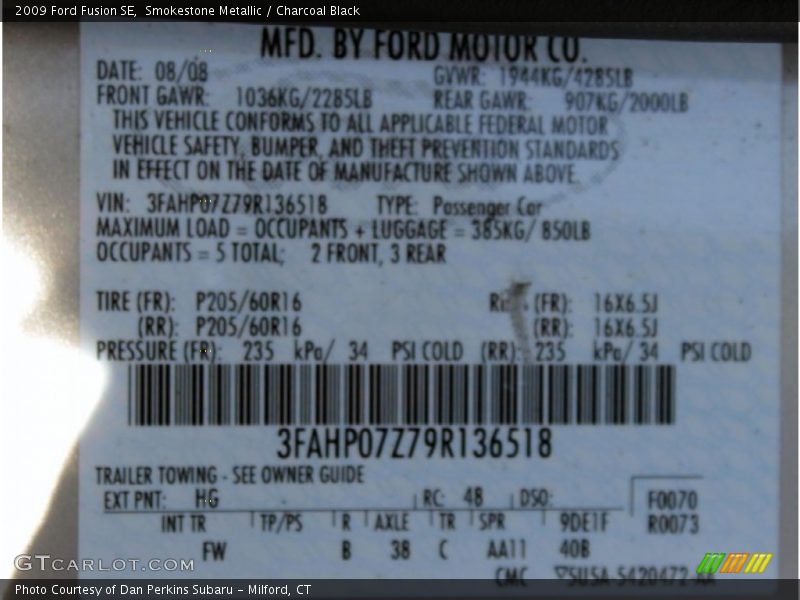 2009 Ford Fusion SE, Smokestone Metallic / Charcoal Black
MFD. BY FORD MOTOR CO.
DATE: 08/08 GVWR: 1944KG/4285LB
FRONT GAWR: 1036KG/2285LB REAR GAWR: 907KG/2000LB
THIS VEHICLE CONFORMS TO ALL APPLICABLE FEDERAL MOTOR
VEHICLE SAFETY, BUMPER, AND THEFT PREVENTION STANDARDS
IN EFFECT ON THE DATE OF MANUFACTURE SHOWN ABOVE.
VIN: 3FAHP07Z79R136518 TYPE: Passenger Car
MAXIMUM LOAD = OCCUPANTS + LUGGAGE = 385KG/ 850LB
OCCUPANTS = 5 TOTAL; 2 FRONT, 3 REAR
TIRE (FR): P205/60R16 (FR): 16X6.5J
(RR): P205/60R16 (RR): 16X6.5J
PRESSURE (FR): 235 kPa/ 34 PSI COLD (RR): 235 kPa/ 34 PSI COLD
3FAHP07Z79R136518
TRAILER TOWING - SEE OWNER GUIDE
EXT PNT: HG RC: 48 DSO: F0070
INT TR TP/PS R AXLE TR SPR 9DE1F R0073
FW B 38 C AA11 40B
CMC 5U5A-5420472-AA
GTCARLOT.COM
Photo Courtesy of Dan Perkins Subaru - Milford, CT